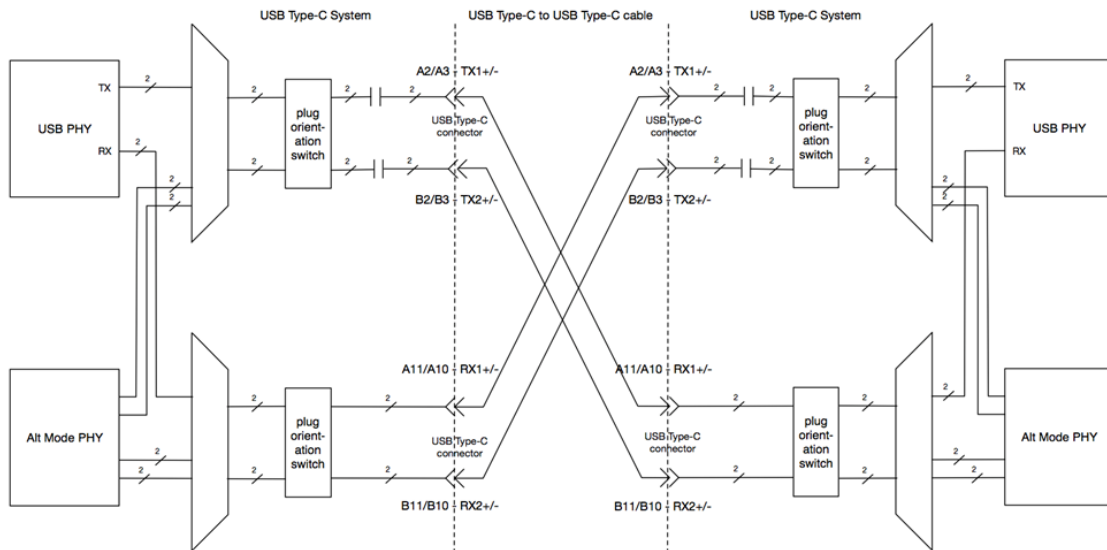 USB Type-C System
USB Type-C to USB Type-C cable
USB Type-C System
A2/A3 - TX1+/-
A2/A3 - TX1+/-
2
2
2
2
2
2
2
2
TX
USB PHY
RX
2
plug
orient-
ation
switch
USB Type-C
connector
USB Type-C
connector
plug
orient-
ation
switch
TX
USB PHY
RX
2
2
2
2
2
2
2
2
2
2
2
2
B2/B3 - TX2+/-
B2/B3 - TX2+/-
A11/A10 - RX1+/-
A11/A10 - RX1+/-
2
2
2
2
Alt Mode PHY
plug
orient-
ation
switch
USB Type-C
connector
USB Type-C
connector
plug
orient-
ation
switch
Alt Mode PHY
2
2
2
2
2
2
2
2
B11/B10 - RX2+/-
B11/B10 - RX2+/-